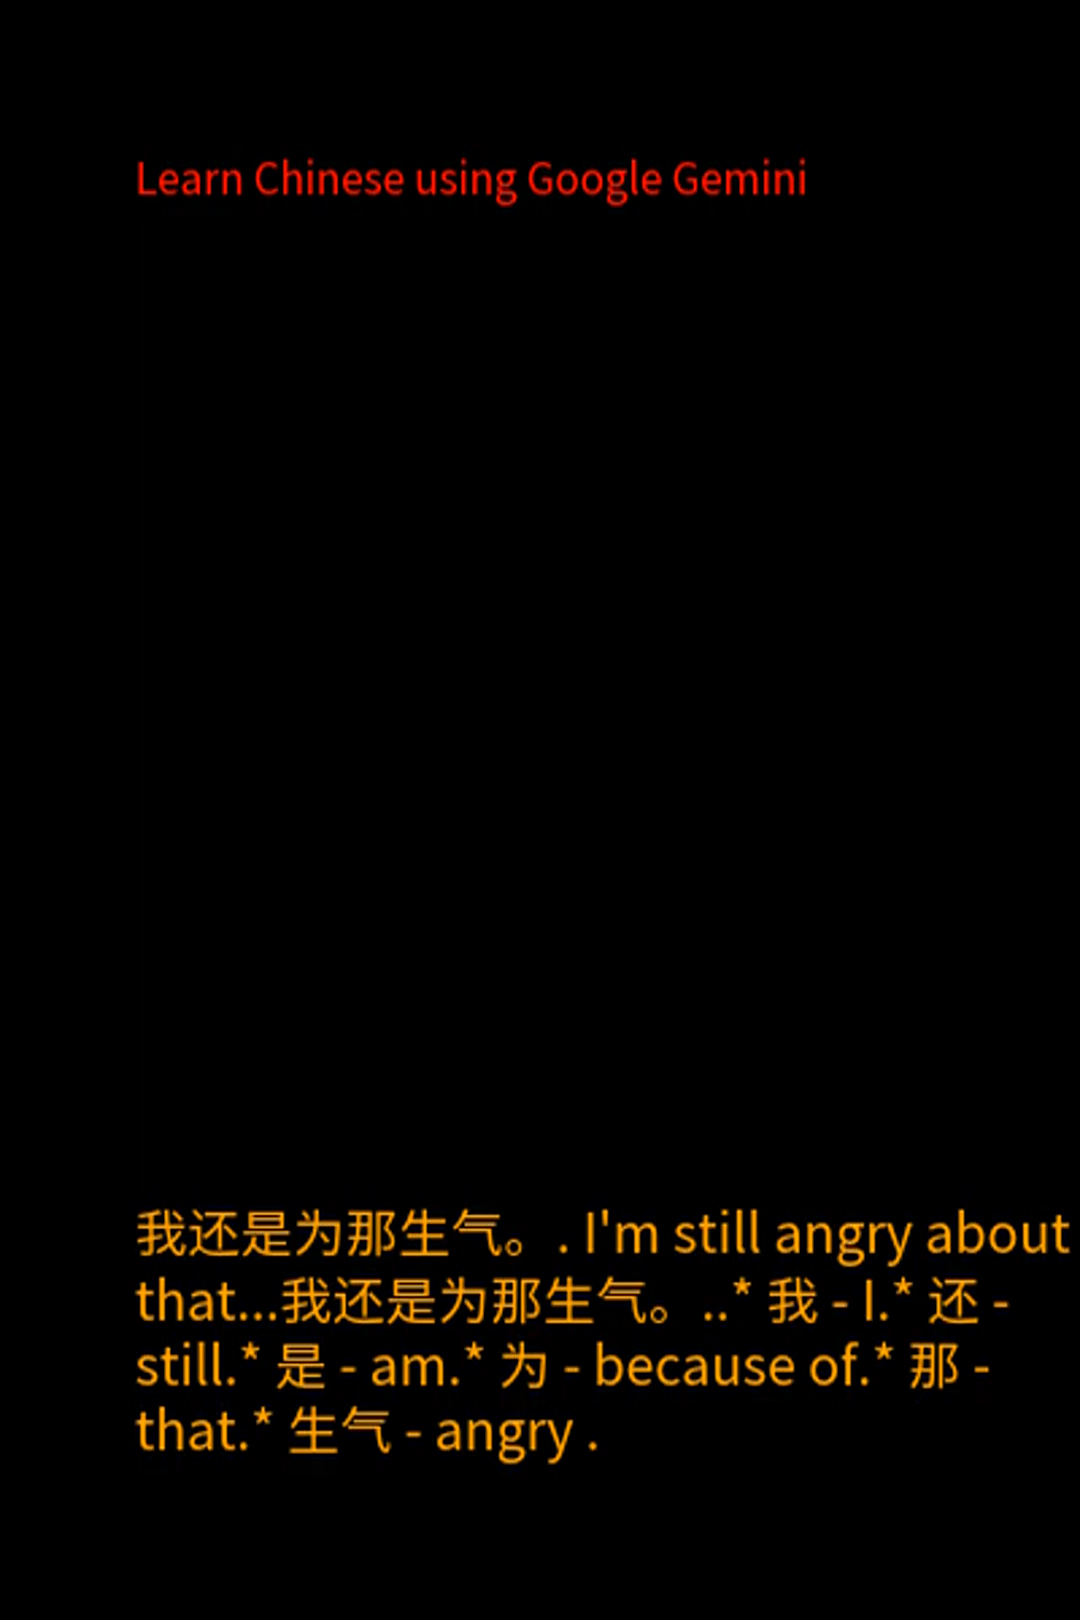 Learn Chinese using Google Gemini
我还是为那生气。. I'm still angry about
that...我还是为那生气。..* 我 - I.* 还 -
still.* 是 - am.* 为 - because of.* 那 -
that.* 生气 - angry .